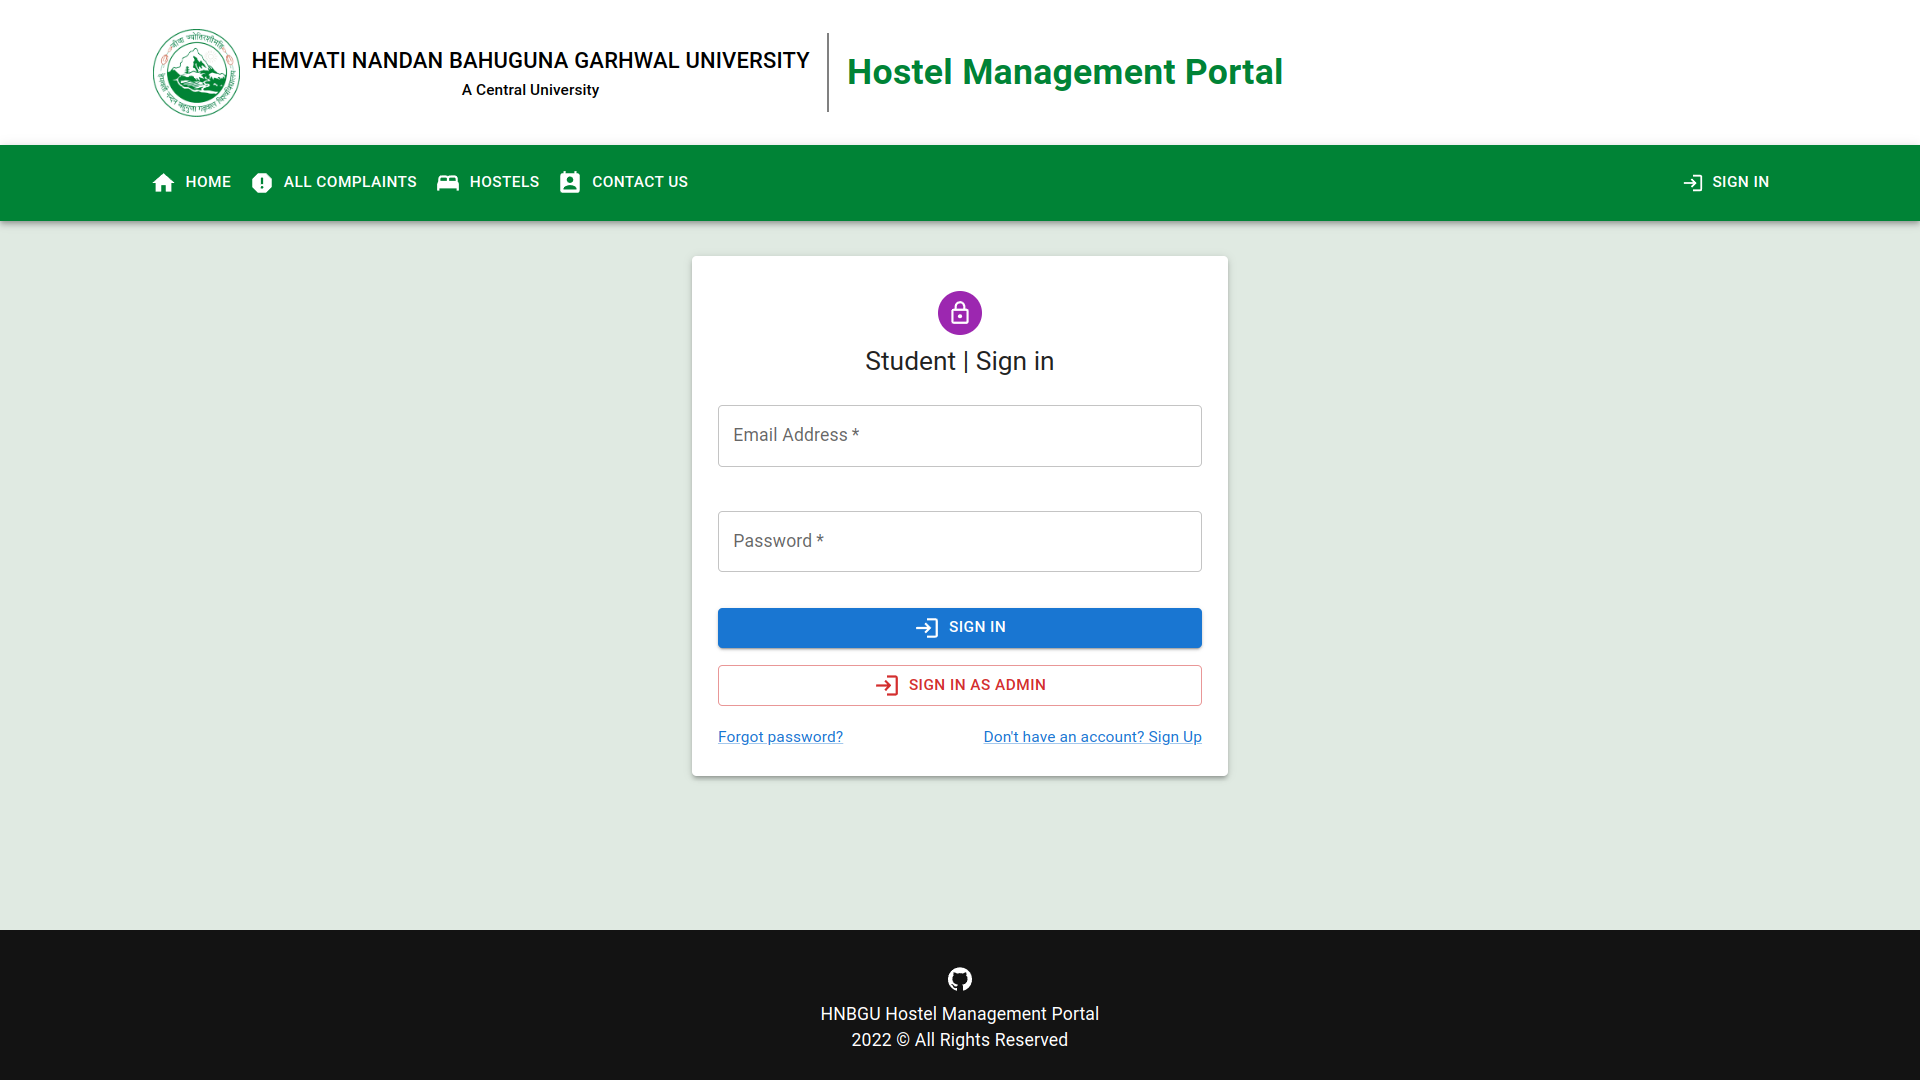 HEMVATI NANDAN BAHUGUNA GARHWAL UNIVERSITY
A Central University
Hostel Management Portal
HOME
ALL COMPLAINTS
HOSTELS
CONTACT US
SIGN IN
Student | Sign in
Email Address *
Password *
SIGN IN
SIGN IN AS ADMIN
Forgot password?
Don't have an account? Sign Up
HNBGU Hostel Management Portal
2022 © All Rights Reserved